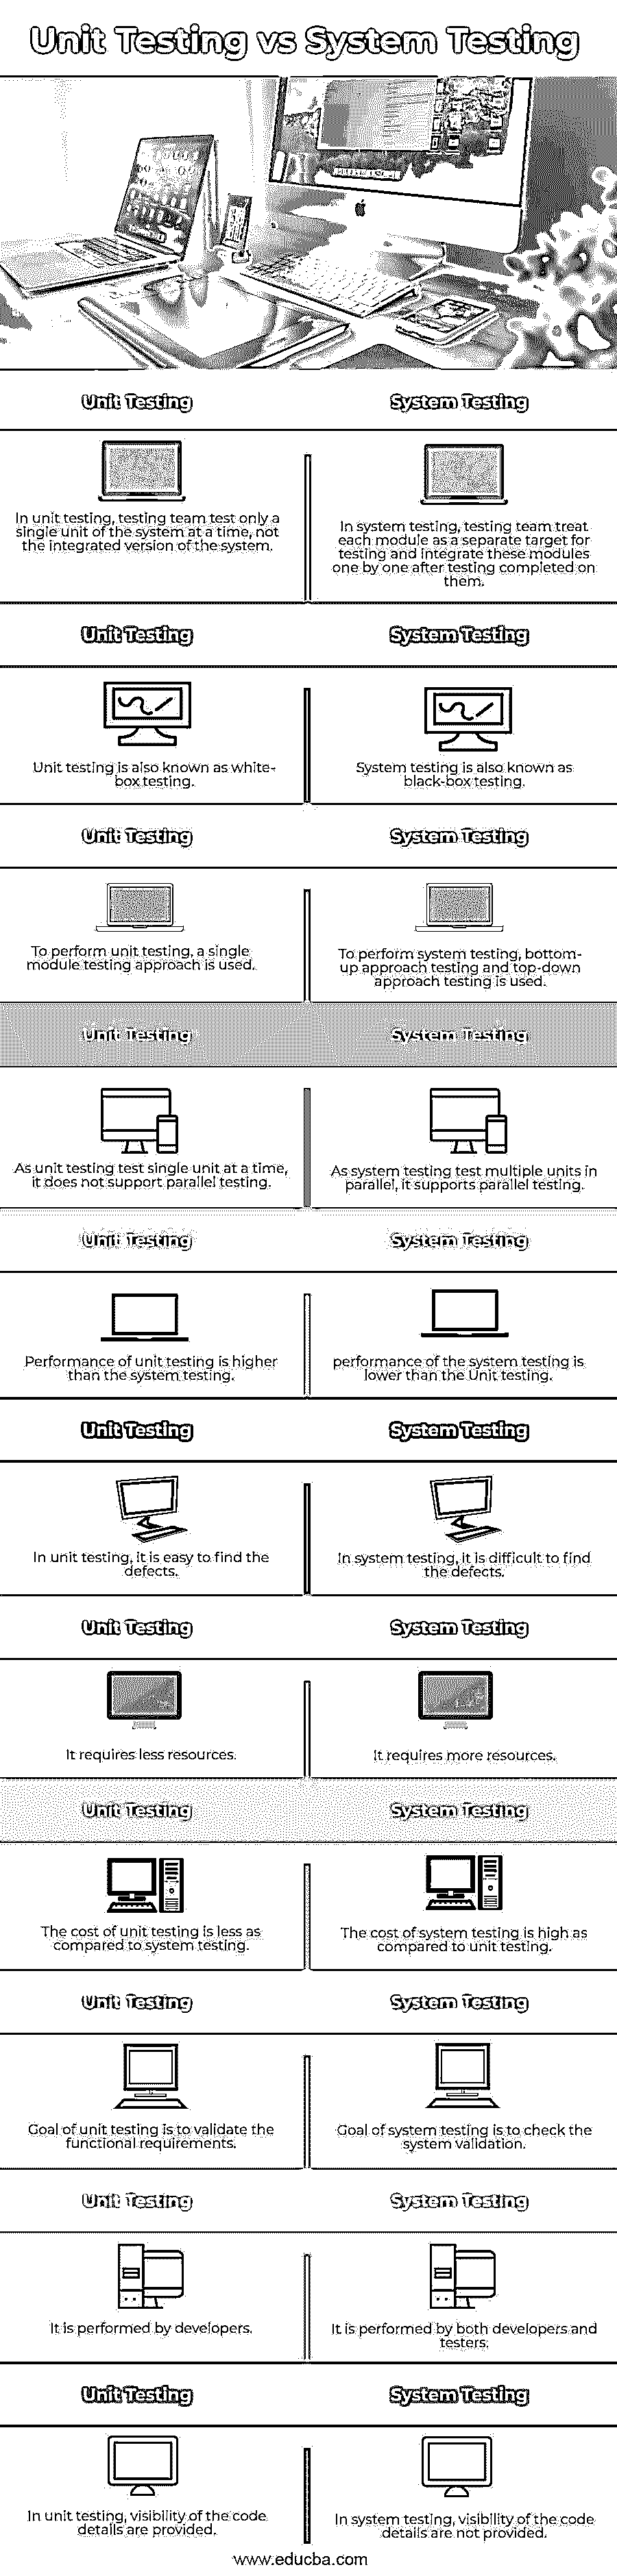 Unit Testing vs System Testing
Unit Testing
System Testing
In unit testing, testing team test only a
single unit of the system at a time, not
the integrated version of the system.
In system testing, testing team treat
each module as a separate target for
testing and integrate these modules
one by one after testing completed on
them.
Unit Testing
System Testing
Unit testing is also known as white-
box testing.
System testing is also known as
black-box testing.
Unit Testing
System Testing
To perform unit testing, a single
module testing approach is used.
To perform system testing, bottom-
up approach testing and top-down
approach testing is used.
Unit Testing
System Testing
As unit testing test single unit at a time,
it does not support parallel testing.
As system testing test multiple units in
parallel, it supports parallel testing.
Unit Testing
System Testing
Performance of unit testing is higher
than the system testing.
performance of the system testing is
lower than the Unit testing.
Unit Testing
System Testing
In unit testing, it is easy to find the
defects.
In system testing, it is difficult to find
the defects.
Unit Testing
System Testing
It requires less resources.
It requires more resources.
Unit Testing
System Testing
The cost of unit testing is less as
compared to system testing.
The cost of system testing is high as
compared to unit testing.
Unit Testing
System Testing
Goal of unit testing is to validate the
functional requirements.
Goal of system testing is to check the
system validation.
Unit Testing
System Testing
It is performed by developers.
It is performed by both developers and
testers.
Unit Testing
System Testing
In unit testing, visibility of the code
details are provided.
In system testing, visibility of the code
details are not provided.
www.educba.com